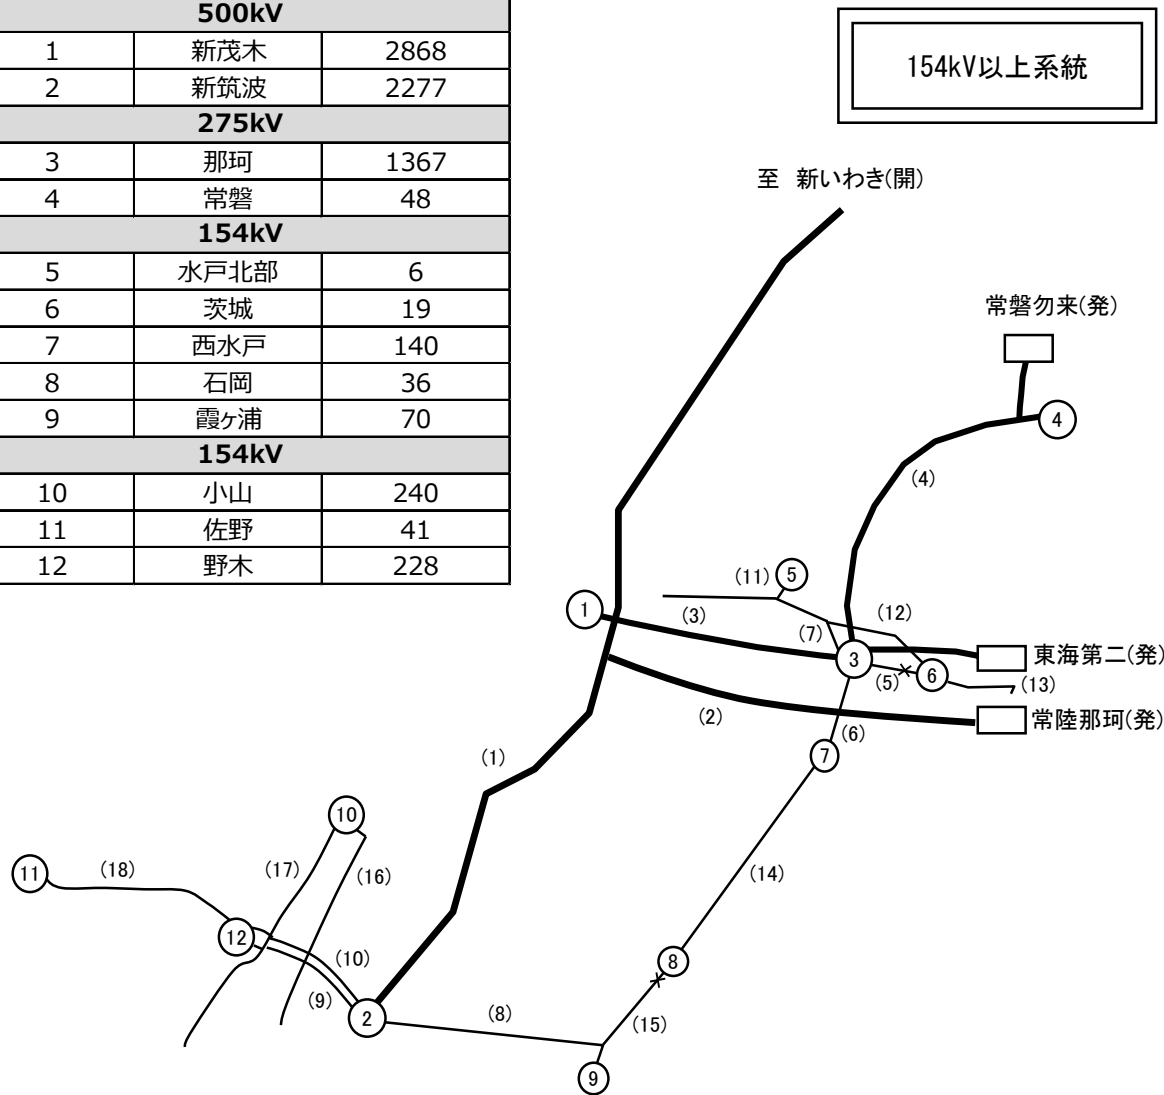 500kV
1 新茂木 2868
2 新筑波 2277
275kV
3 那珂 1367
4 常磐 48
154kV
5 水戸北部 6
6 茨城 19
7 西水戸 140
8 石岡 36
9 霞ヶ浦 70
154kV
10 小山 240
11 佐野 41
12 野木 228
154kV以上系統
至 新いわき(開)
常磐勿来(発)
4
(4)
(11) 5
1
(3)
(7)
(12)
3
東海第二(発)
(5)
6
(13)
(2)
常陸那珂(発)
(6)
7
(1)
10
11
(18)
(17)
(16)
(14)
12
(10)
8
(9)
2
(8)
(15)
9